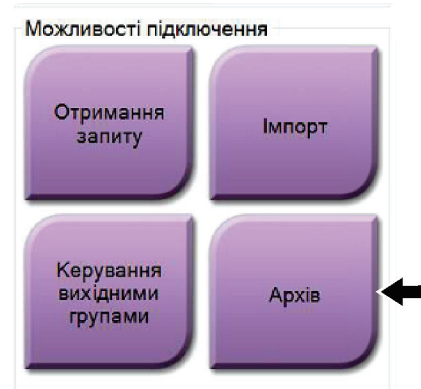 Можливості підключення
Отримання
запиту
Імпорт
Керування
вихідними
групами
Архів